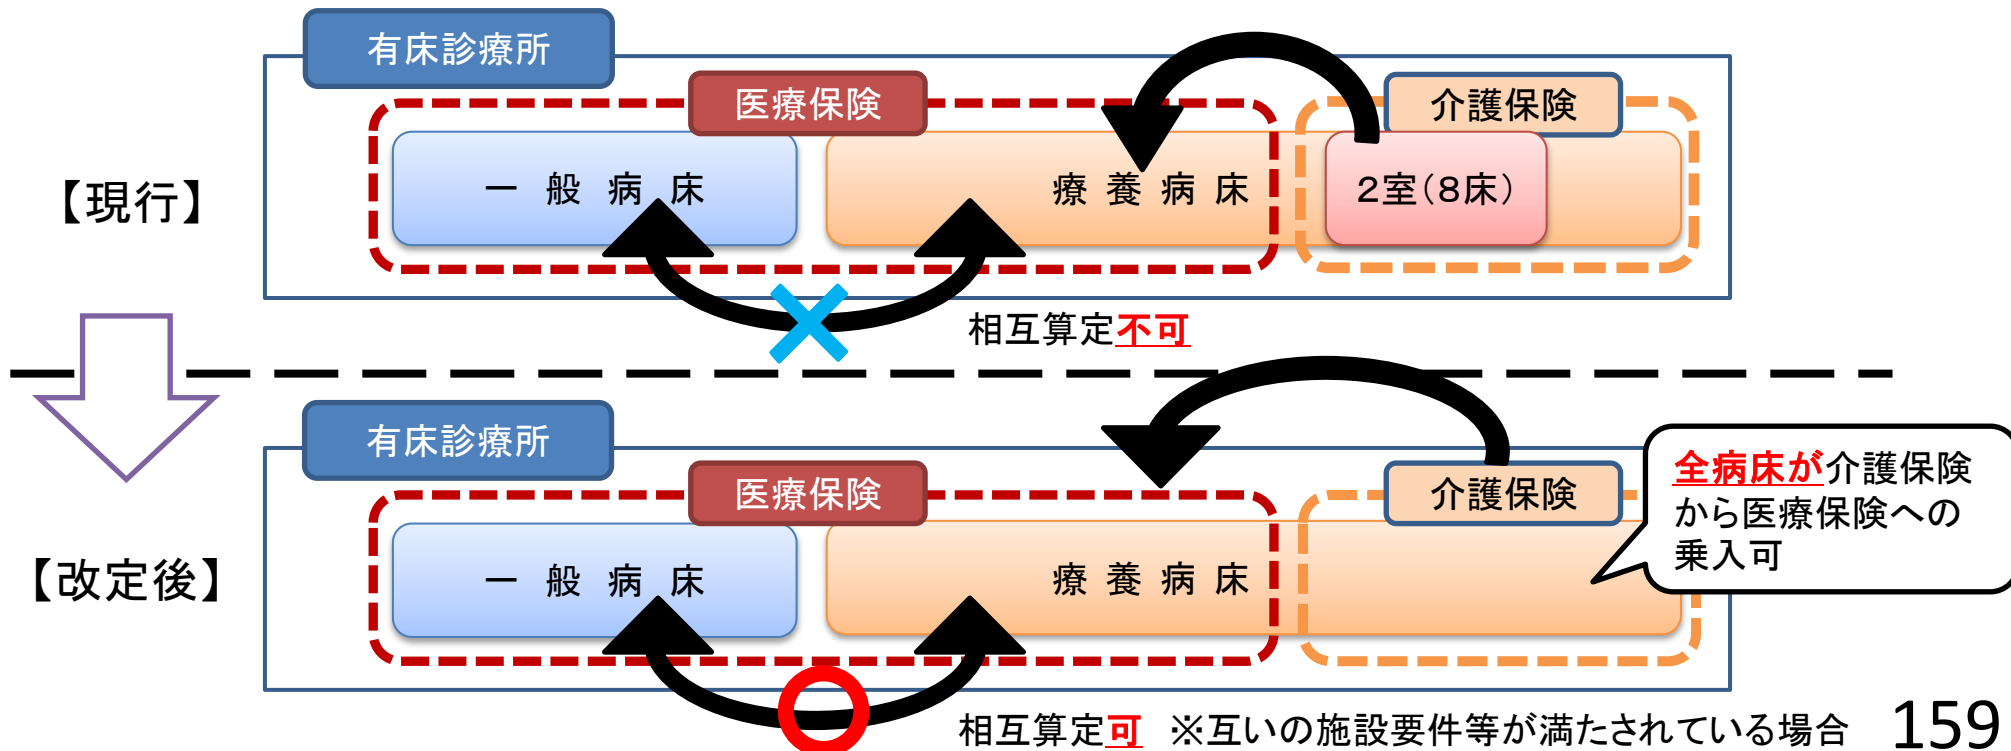 有床診療所
医療保険
介護保険
【現行】
一般病床
療養病床
２室（８床）
相互算定不可
有床診療所
医療保険
介護保険
全病床が介護保険
から医療保険への
乗入可
【改定後】
一般病床
療養病床
相互算定可 ※互いの施設要件等が満たされている場合
159